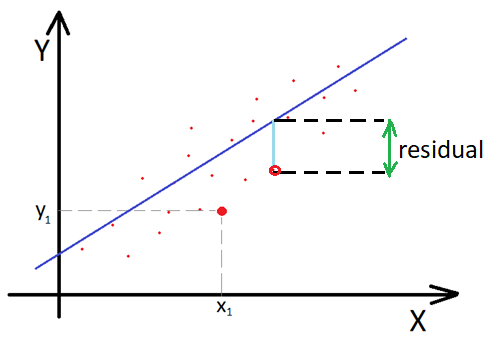 Y
residual
y₁
x₁
X